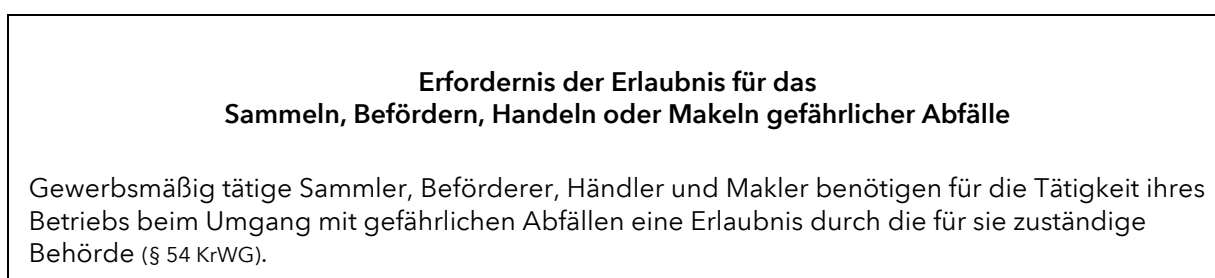 Erfordernis der Erlaubnis für das
Sammeln, Befördern, Handeln oder Makeln gefährlicher Abfälle
Gewerbsmäßig tätige Sammler, Beförderer, Händler und Makler benötigen für die Tätigkeit ihres
Betriebs beim Umgang mit gefährlichen Abfällen eine Erlaubnis durch die für sie zuständige
Behörde (§ 54 KrWG).